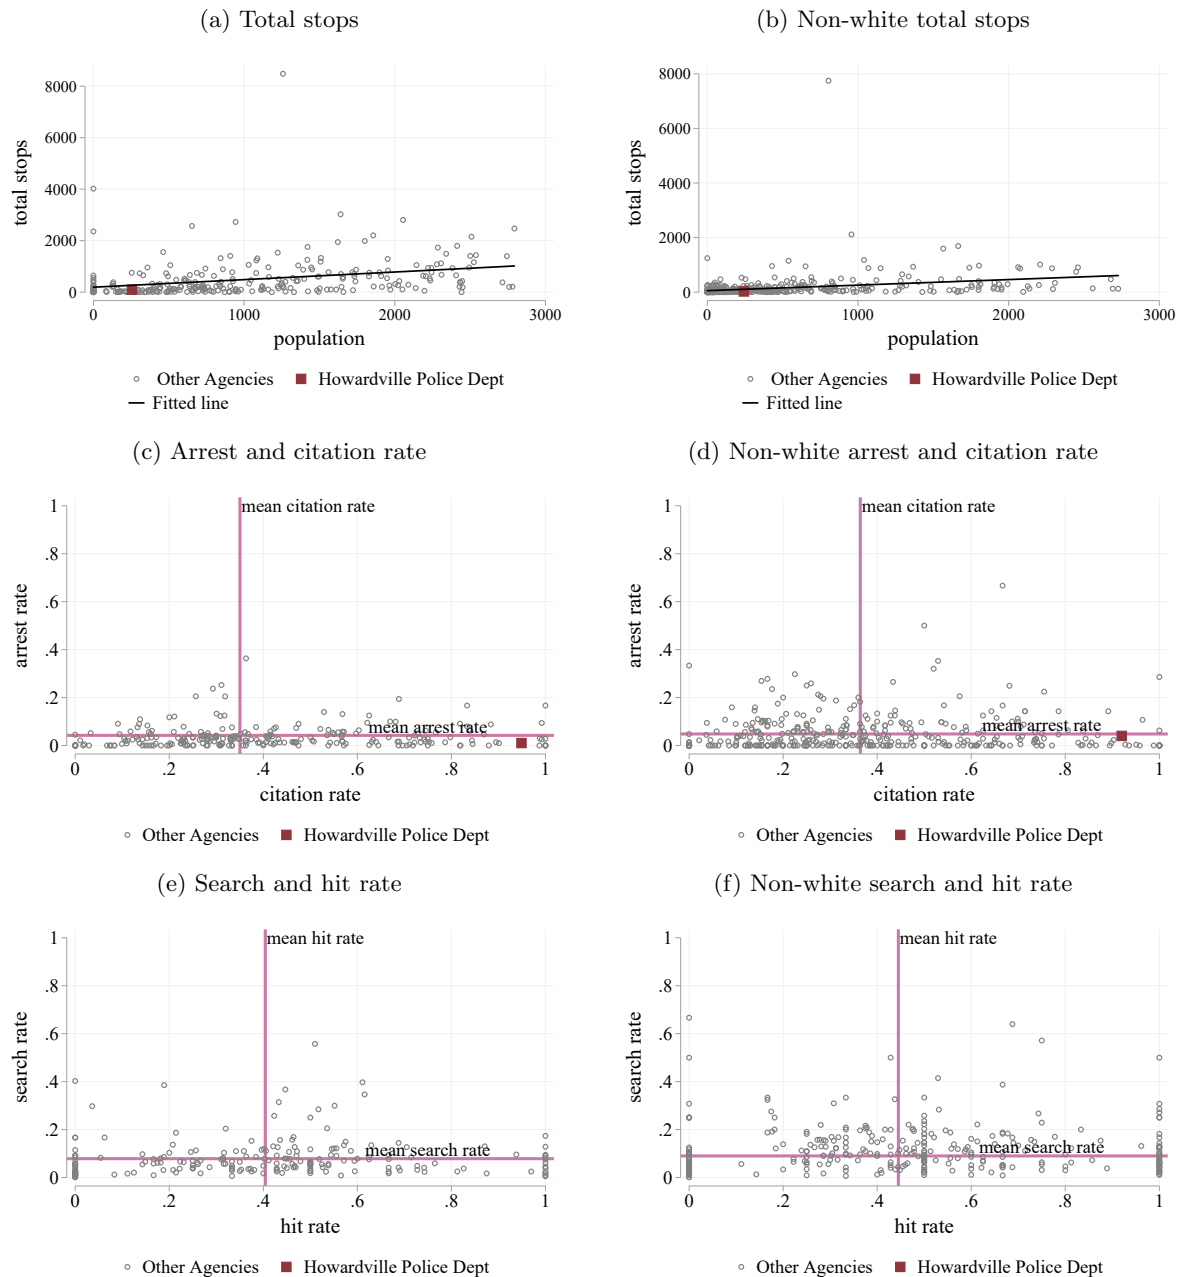 (a) Total stops
8000
6000
4000
2000
0
total stops
0 1000 2000 3000
population
Other Agencies Howardville Police Dept
Fitted line
(b) Non-white total stops
8000
6000
4000
2000
0
total stops
0 1000 2000 3000
population
Other Agencies Howardville Police Dept
Fitted line
(c) Arrest and citation rate
mean citation rate
1
.8
.6
.4
.2
0
arrest rate
mean arrest rate
0 .2 .4 .6 .8 1
citation rate
Other Agencies Howardville Police Dept
(d) Non-white arrest and citation rate
mean citation rate
1
.8
.6
.4
.2
0
arrest rate
mean arrest rate
0 .2 .4 .6 .8 1
citation rate
Other Agencies Howardville Police Dept
(e) Search and hit rate
mean hit rate
1
.8
.6
.4
.2
0
search rate
mean search rate
0 .2 .4 .6 .8 1
hit rate
Other Agencies Howardville Police Dept
(f) Non-white search and hit rate
mean hit rate
1
.8
.6
.4
.2
0
search rate
mean search rate
0 .2 .4 .6 .8 1
hit rate
Other Agencies Howardville Police Dept